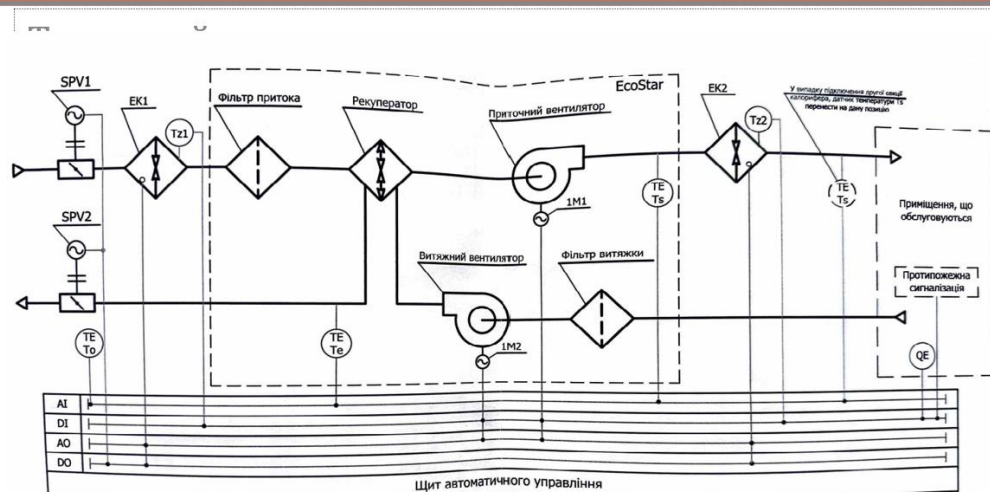 SPV1
EK1
Фільтр притока
Рекуператор
EcoStar
Приточний вентилятор
EK2
У випадку підключення другої секції
калорифера, датчик температури Ts
перенести на дану позицію
Tz1
Tz2
TE
Ts
TE
Ts
1M1
Приміщення, що
обслуговуються
SPV2
Витяжний вентилятор
Фільтр витяжки
Протипожежна
сигналізація
TE
To
TE
Te
1M2
QE
AI
DI
AO
DO
Щит автоматичного управління